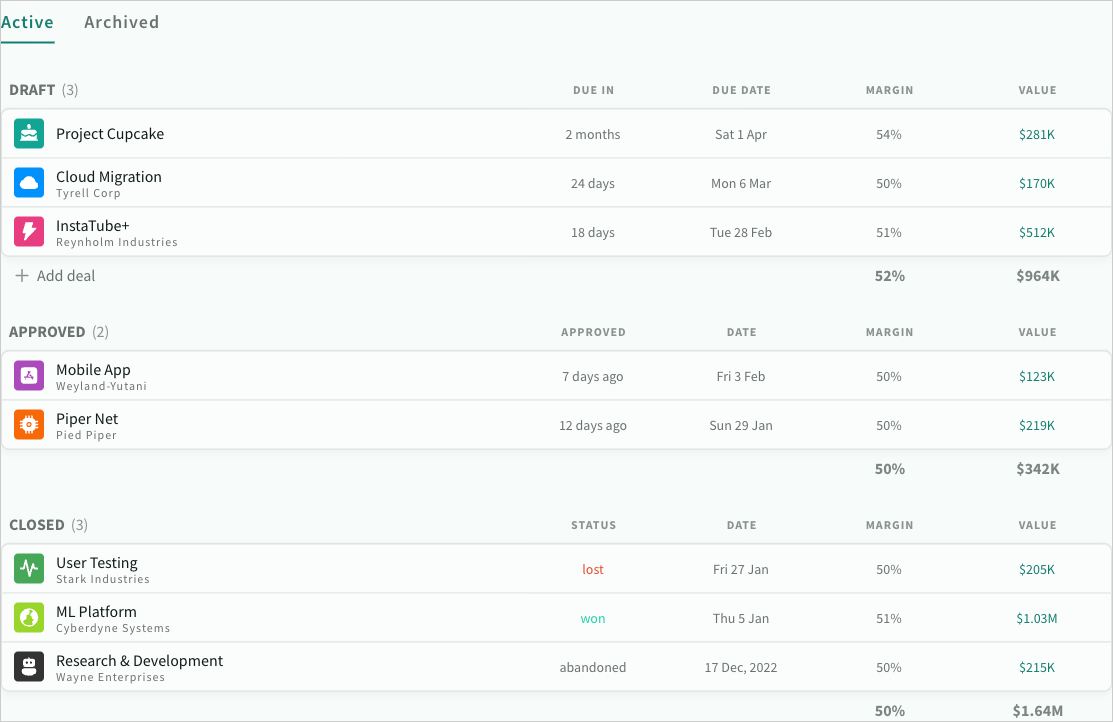 Active Archived
DRAFT (3) DUE IN DUE DATE MARGIN VALUE
Project Cupcake 2 months Sat 1 Apr 54% $281K
Cloud Migration
Tyrell Corp 24 days Mon 6 Mar 50% $170K
InstaTube+
Reynholm Industries 18 days Tue 28 Feb 51% $512K
+ Add deal 52% $964K
APPROVED (2) APPROVED DATE MARGIN VALUE
Mobile App
Weyland-Yutani 7 days ago Fri 3 Feb 50% $123K
Piper Net
Pied Piper 12 days ago Sun 29 Jan 50% $219K
50% $342K
CLOSED (3) STATUS DATE MARGIN VALUE
User Testing
Stark Industries lost Fri 27 Jan 50% $205K
ML Platform
Cyberdyne Systems won Thu 5 Jan 51% $1.03M
Research & Development
Wayne Enterprises abandoned 17 Dec, 2022 50% $215K
50% $1.64M